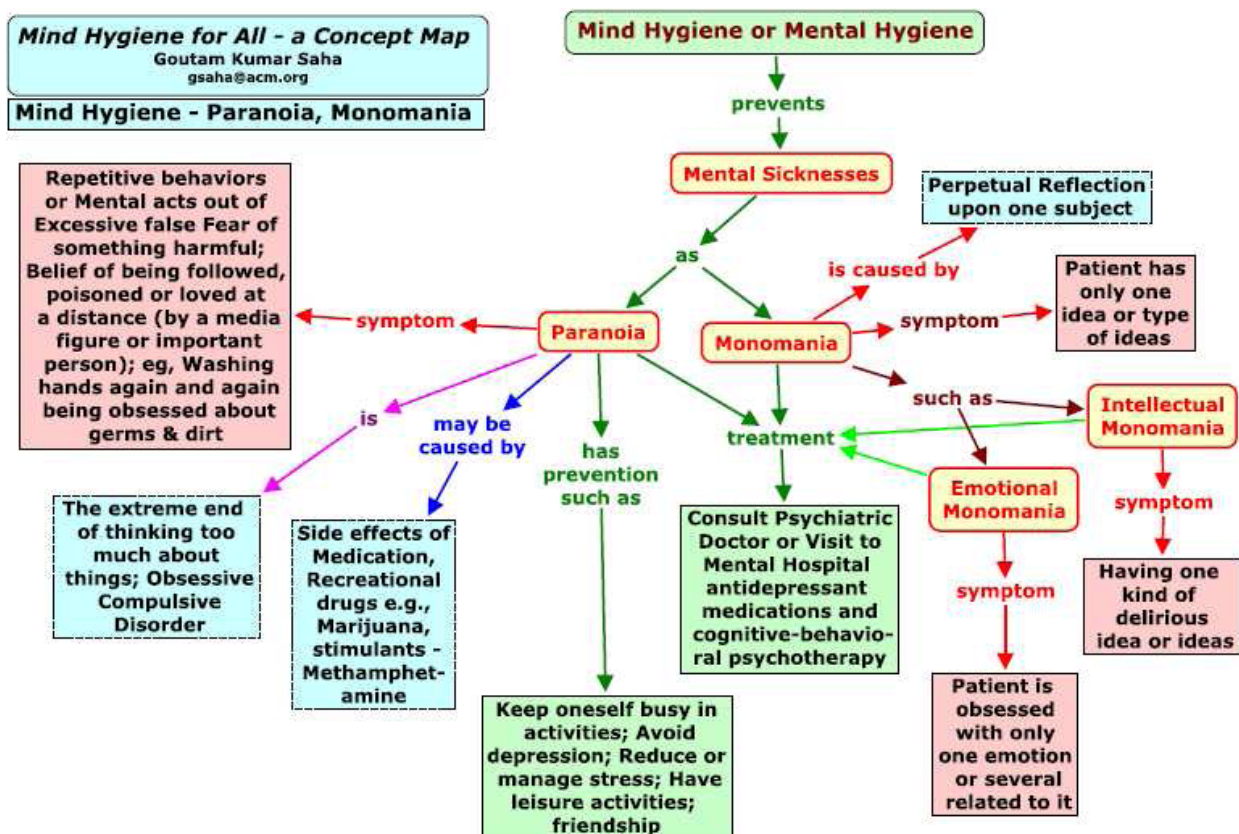 Mind Hygiene for All - a Concept Map
Goutam Kumar Saha
gsaha@acm.org
Mind Hygiene - Paranoia, Monomania
Mind Hygiene or Mental Hygiene
prevents
Mental Sicknesses
as
Repetitive behaviors
or Mental acts out of
Excessive false Fear of
something harmful;
Belief of being followed,
poisoned or loved at
a distance (by a media
figure or important
person); eg, Washing
hands again and again
being obsessed about
germs & dirt
symptom
Paranoia
Monomania
is caused by
Perpetual Reflection
upon one subject
symptom
Patient has
only one
idea or type
of ideas
such as
Intellectual
Monomania
Emotional
Monomania
is
The extreme end
of thinking too
much about
things; Obsessive
Compulsive
Disorder
may be
caused by
Side effects of
Medication,
Recreational
drugs e.g.,
Marijuana,
stimulants -
Methamphet-
amine
has
prevention
such as
Keep oneself busy in
activities; Avoid
depression; Reduce or
manage stress; Have
leisure activities;
friendship
treatment
Consult Psychiatric
Doctor or Visit to
Mental Hospital
antidepressant
medications and
cognitive-behavio-
ral psychotherapy
symptom
Patient is
obsessed
with only
one emotion
or several
related to it
symptom
Having one
kind of
delirious
idea or ideas